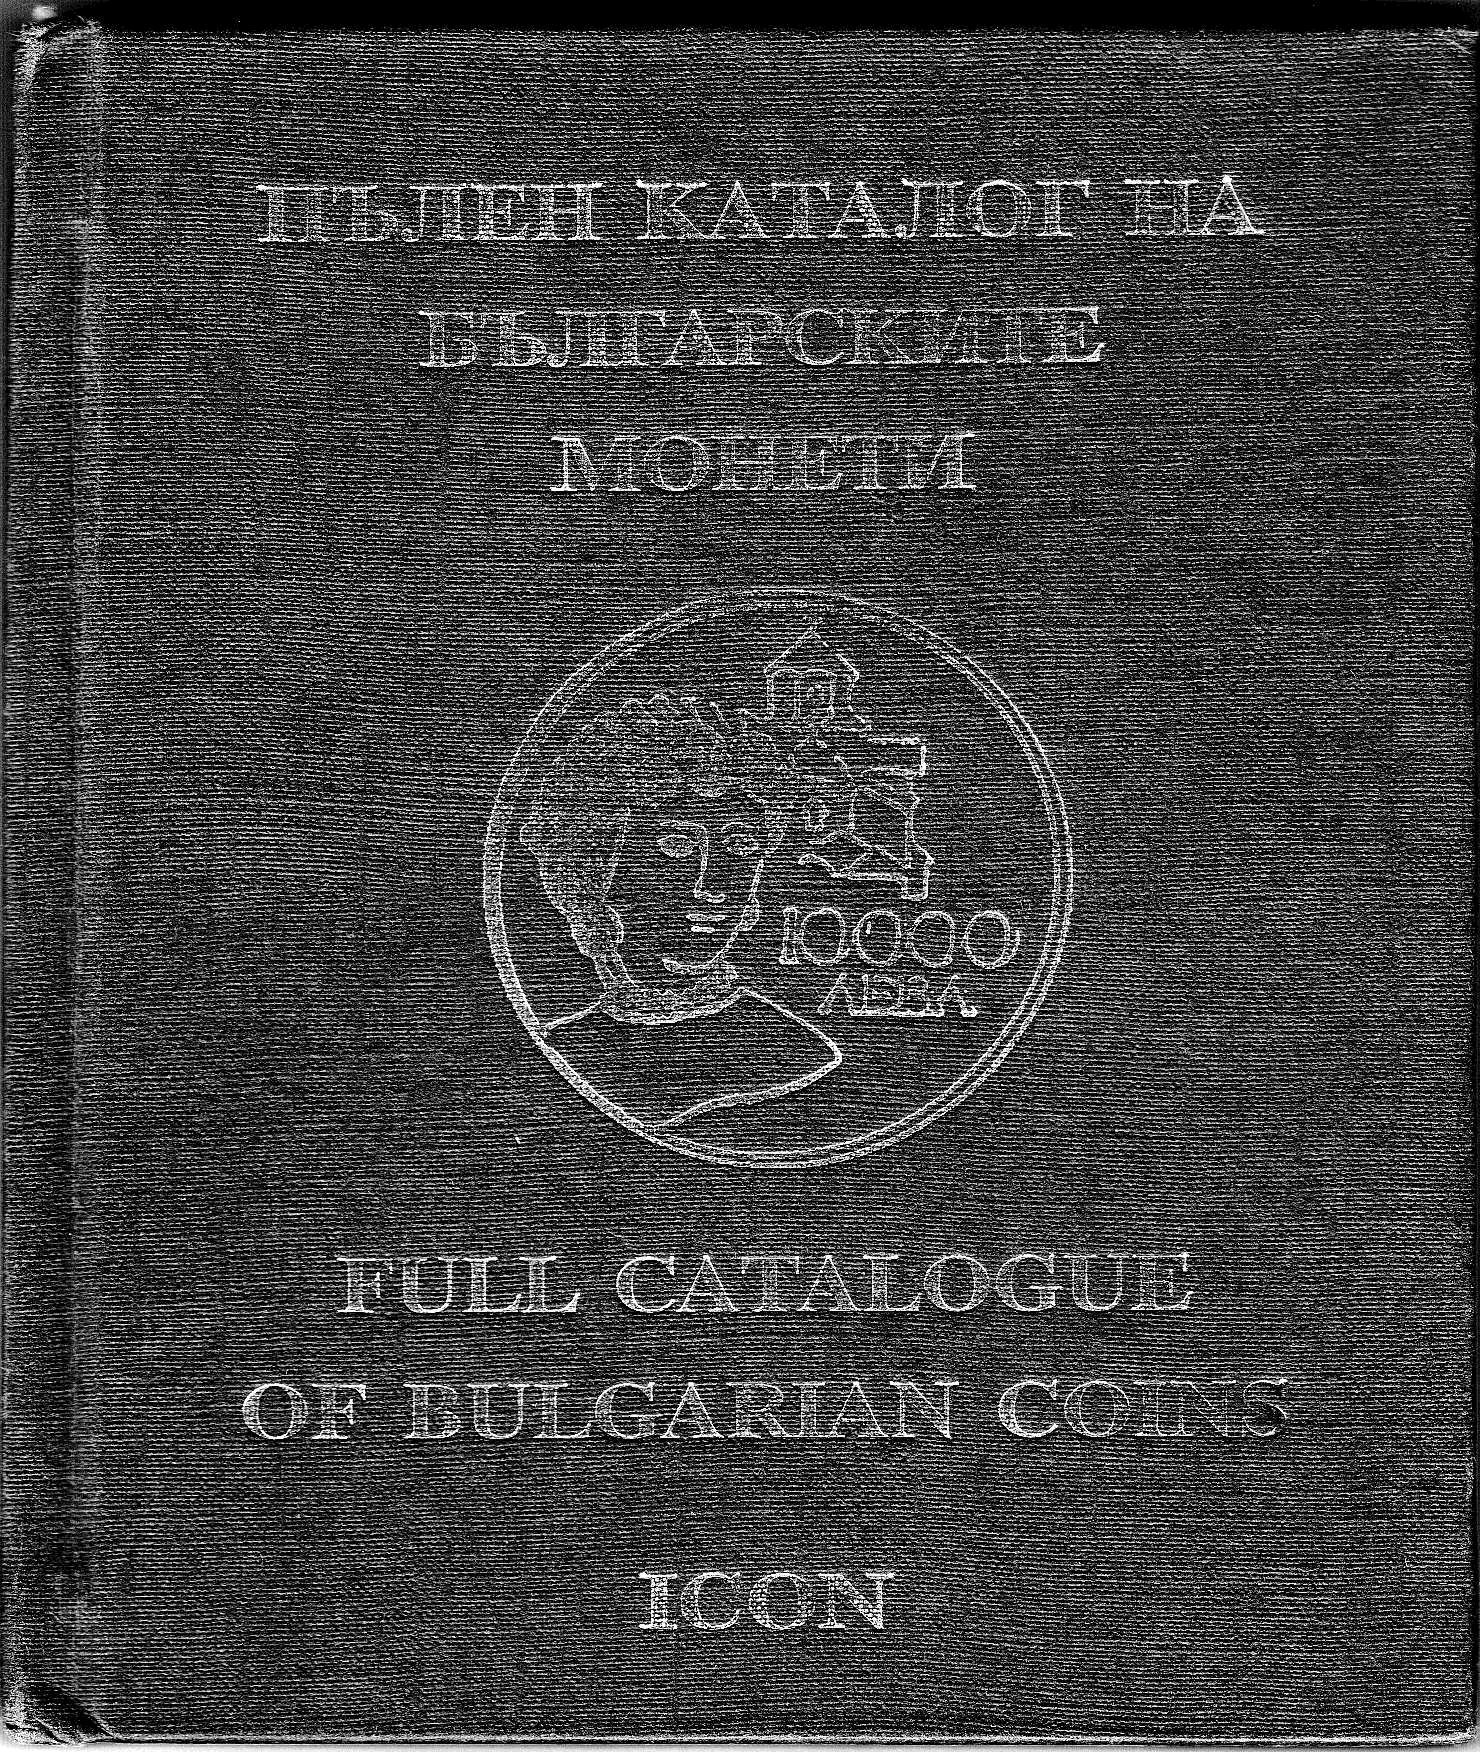 ПЪЛЕН КАТАЛОГ НА
БЪЛГАРСКИТЕ
МОНЕТИ
10000
ЛЕВА
FULL CATALOGUE
OF BULGARIAN COINS
ICON